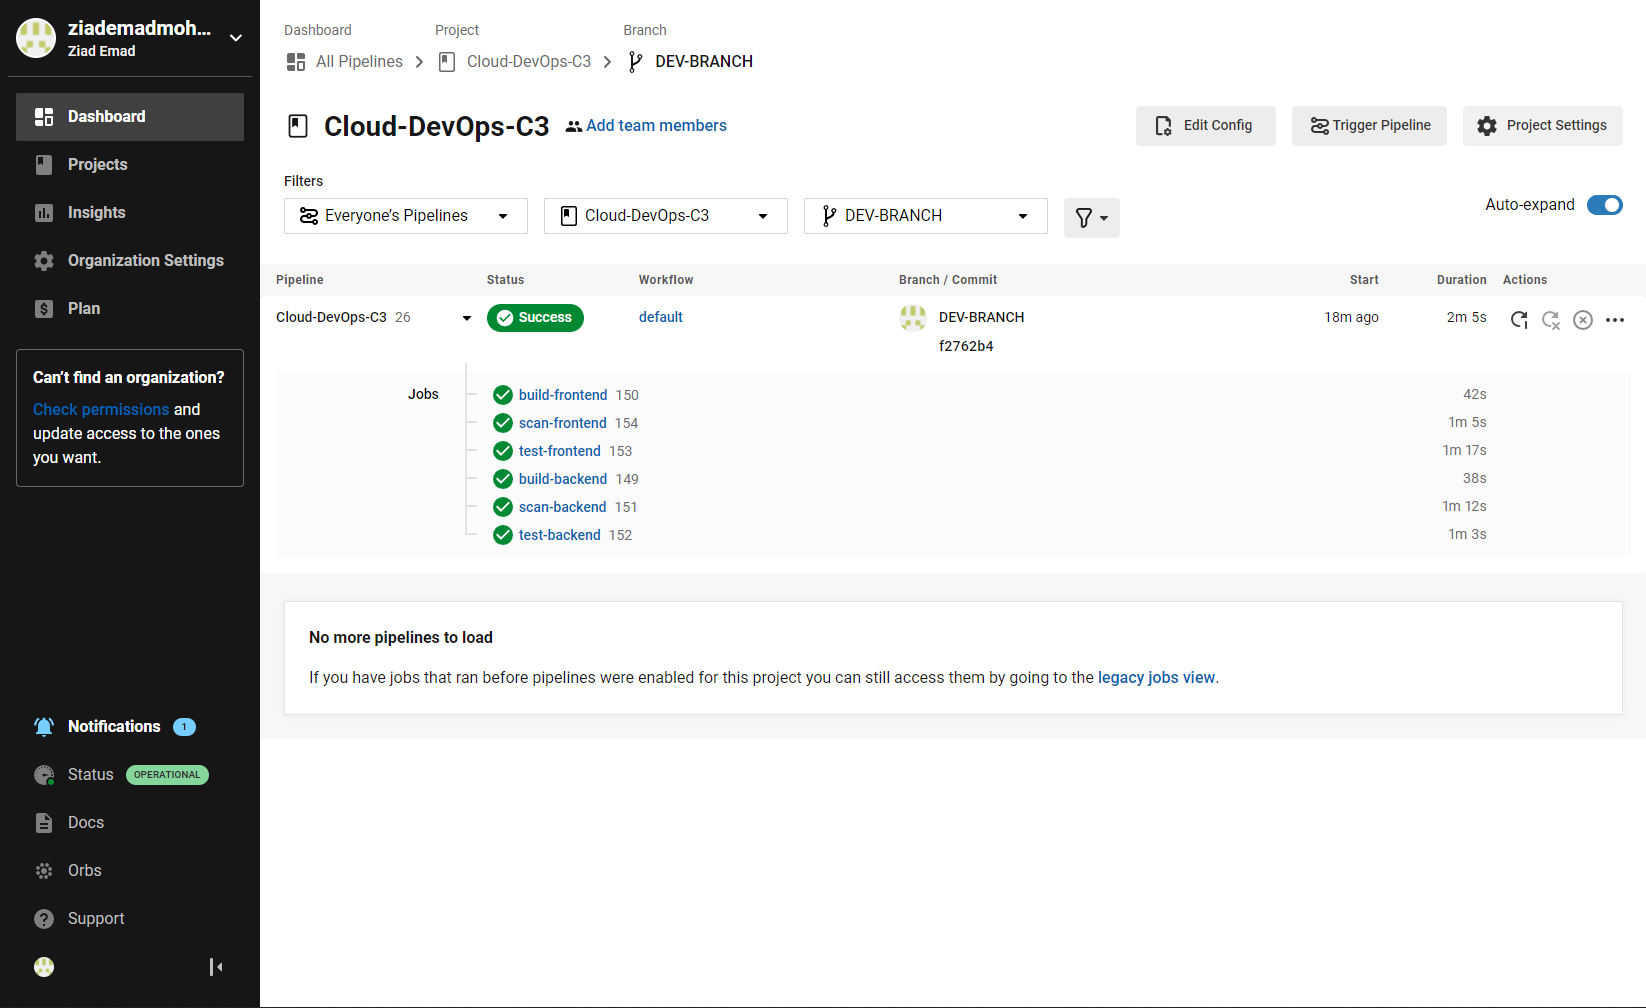 ziademadmoh...
Ziad Emad
Dashboard
Projects
Insights
Organization Settings
Plan
Can't find an organization?
Check permissions and
update access to the ones
you want.
Notifications 1
Status OPERATIONAL
Docs
Orbs
Support
Dashboard Project Branch
All Pipelines Cloud-DevOps-C3 DEV-BRANCH
Cloud-DevOps-C3 Add team members
Edit Config Trigger Pipeline Project Settings
Filters
Everyone's Pipelines Cloud-DevOps-C3 DEV-BRANCH
Auto-expand
Pipeline Status Workflow Branch / Commit Start Duration Actions
Cloud-DevOps-C3 26 Success default DEV-BRANCH 18m ago 2m 5s
f2762b4
Jobs build-frontend 150 42s
scan-frontend 154 1m 5s
test-frontend 153 1m 17s
build-backend 149 38s
scan-backend 151 1m 12s
test-backend 152 1m 3s
No more pipelines to load
If you have jobs that ran before pipelines were enabled for this project you can still access them by going to the legacy jobs view.